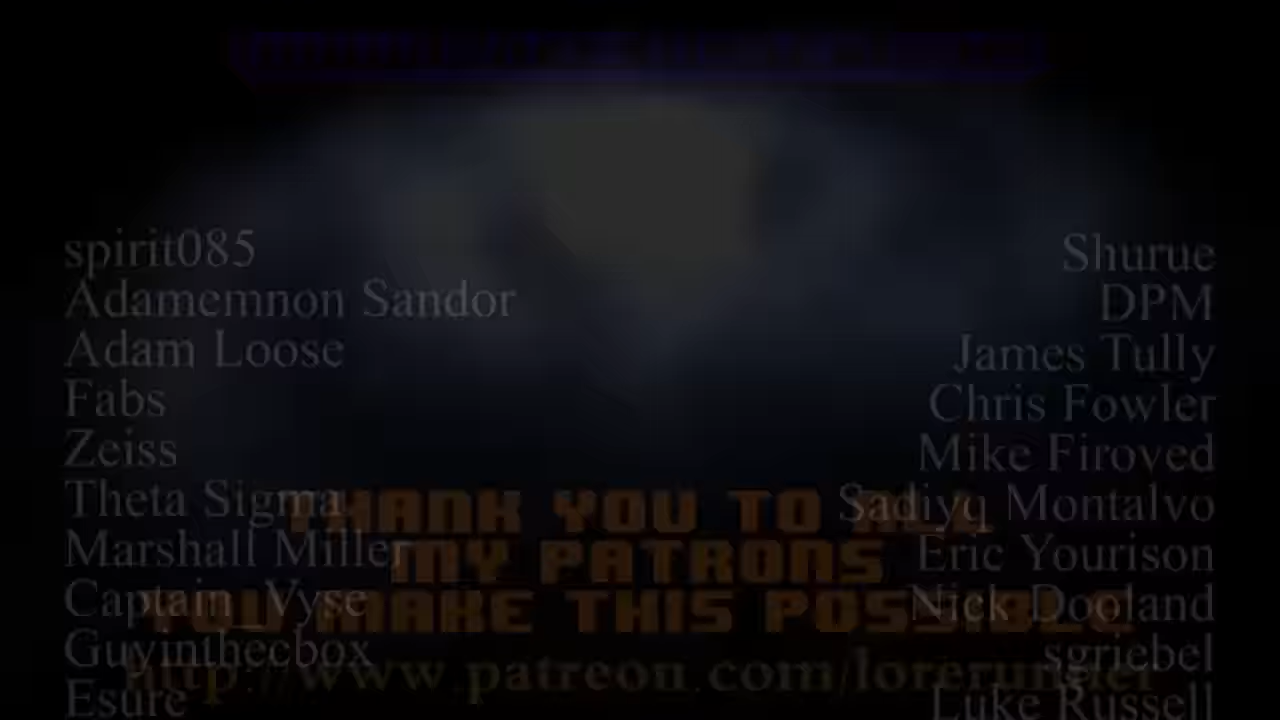 spirit085
Adamemnon Sandor
Adam Loose
Fabs
Zeiss
Theta Sigma
Marshall Miller
Captain_Vyse
Guyinthecbox
Esure
Shurue
DPM
James Tully
Chris Fowler
Mike Firoved
Sadiyq Montalvo
Eric Yourison
Nick Dooland
sgriebel
Luke Russell
THANK YOU TO ALL
MY PATRONS
YOU MAKE THIS POSSIBLE
http://www.patreon.com/lorerunner